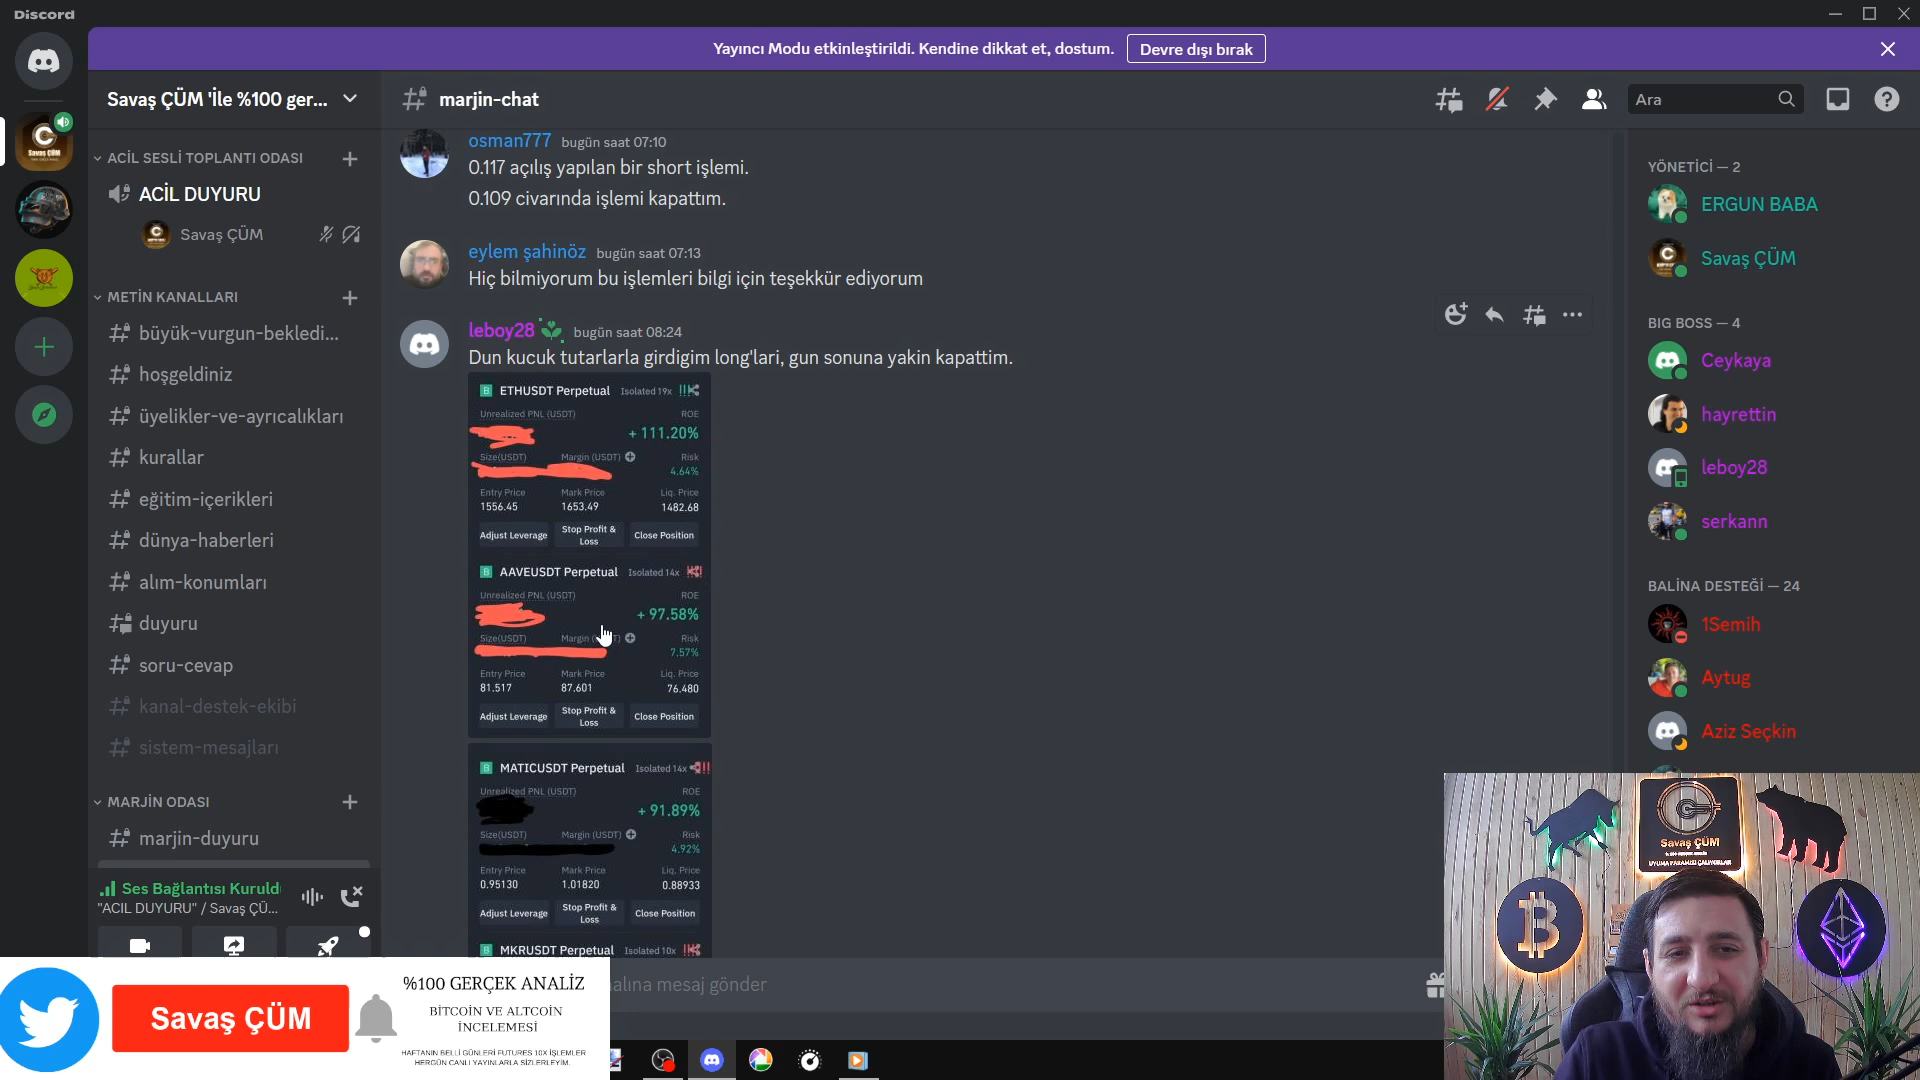 Discord
Yayıncı Modu etkinleştirildi. Kendine dikkat et, dostum.
Devre dışı bırak
Savaş ÇÜM 'İle %100 ger...
ACİL SESLİ TOPLANTI ODASI
ACİL DUYURU
Savaş ÇÜM
METİN KANALLARI
büyük-vurgun-bekledi...
hoşgeldiniz
üyelikler-ve-ayrıcalıkları
kurallar
eğitim-içerikleri
dünya-haberleri
alım-konumları
duyuru
soru-cevap
kanal-destek-ekibi
sistem-mesajları
MARJİN ODASI
marjin-duyuru
Ses Bağlantısı Kuruld
"ACIL DUYURU" / Savaş ÇÜ...
marjin-chat
Ara
osman777 bugün saat 07:10
0.117 açılış yapılan bir short işlemi.
0.109 civarında işlemi kapattım.
eylem şahinöz bugün saat 07:13
Hiç bilmiyorum bu işlemleri bilgi için teşekkür ediyorum
leboy28 bugün saat 08:24
Dun kucuk tutarlarla girdigim long'lari, gun sonuna yakin kapattim.
B ETHUSDT Perpetual Isolated 19x
Unrealized PNL (USDT) ROE
+111.20%
Size(USDT) Margin (USDT) Risk
4.64%
Entry Price Mark Price Liq. Price
1556.45 1653.49 1482.68
Adjust Leverage Stop Profit & Loss Close Position
B AAVEUSDT Perpetual Isolated 14x
Unrealized PNL (USDT) ROE
+97.58%
Size(USDT) Margin Risk
7.57%
Entry Price Mark Price Liq. Price
81.517 87.601 76.480
Adjust Leverage Stop Profit & Loss Close Position
B MATICUSDT Perpetual Isolated 14x
Unrealized PNL (USDT) ROE
+91.89%
Size(USDT) Margin (USDT) Risk
4.92%
Entry Price Mark Price Liq. Price
0.95130 1.01820 0.88933
Adjust Leverage Stop Profit & Loss Close Position
B MKRUSDT Perpetual Isolated 10x
mesaj gönder
YÖNETİCİ — 2
ERGUN BABA
Savaş ÇÜM
BIG BOSS — 4
Ceykaya
hayrettin
leboy28
serkann
BALİNA DESTEĞİ — 24
1Semih
Aytug
Aziz Seçkin
Savaş ÇÜM
%100 GERÇEK ANALİZ
BİTCOİN VE ALTCOİN
İNCELEMESİ
HAFTANIN BELLİ GÜNLERİ FUTURES 10X İŞLEMLER
HERGÜN CANLI YAYINLARLA SİZLERLEYİM.
Savaş ÇÜM
UYUMA PARANIZI ÇALIYORLAR